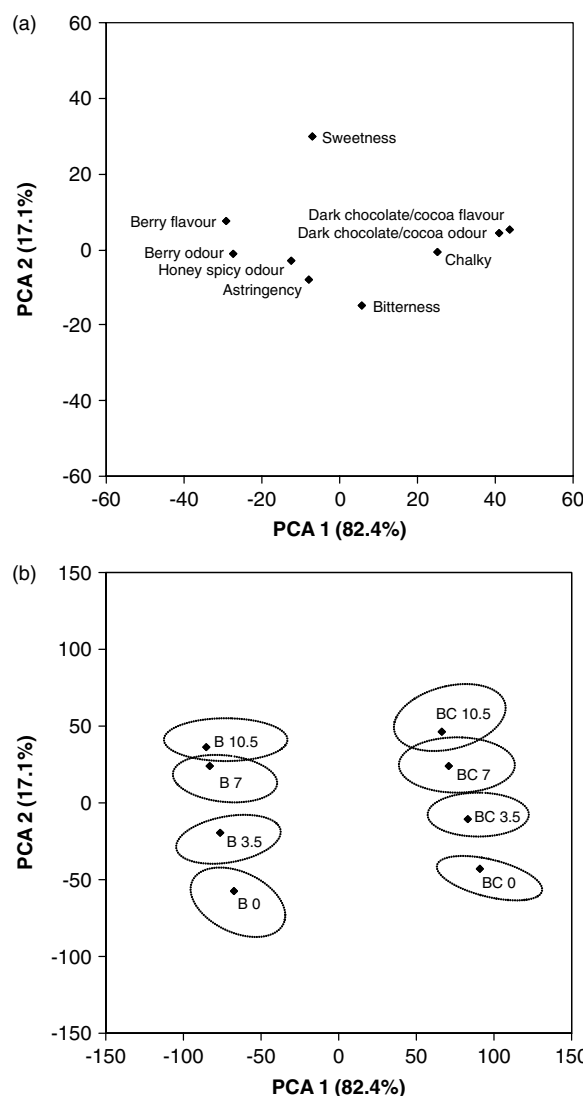 (a)
60
40
20
0
-20
-40
-60
PCA 2 (17.1%)
Sweetness
Berry flavour
Dark chocolate/cocoa flavour
Dark chocolate/cocoa odour
Berry odour
Honey spicy odour
Chalky
Astringency
Bitterness
-60 -40 -20 0 20 40 60
PCA 1 (82.4%)
(b)
150
100
50
0
-50
-100
-150
PCA 2 (17.1%)
B 10.5
BC 10.5
B 7
BC 7
B 3.5
BC 3.5
B 0
BC 0
-150 -100 -50 0 50 100 150
PCA 1 (82.4%)